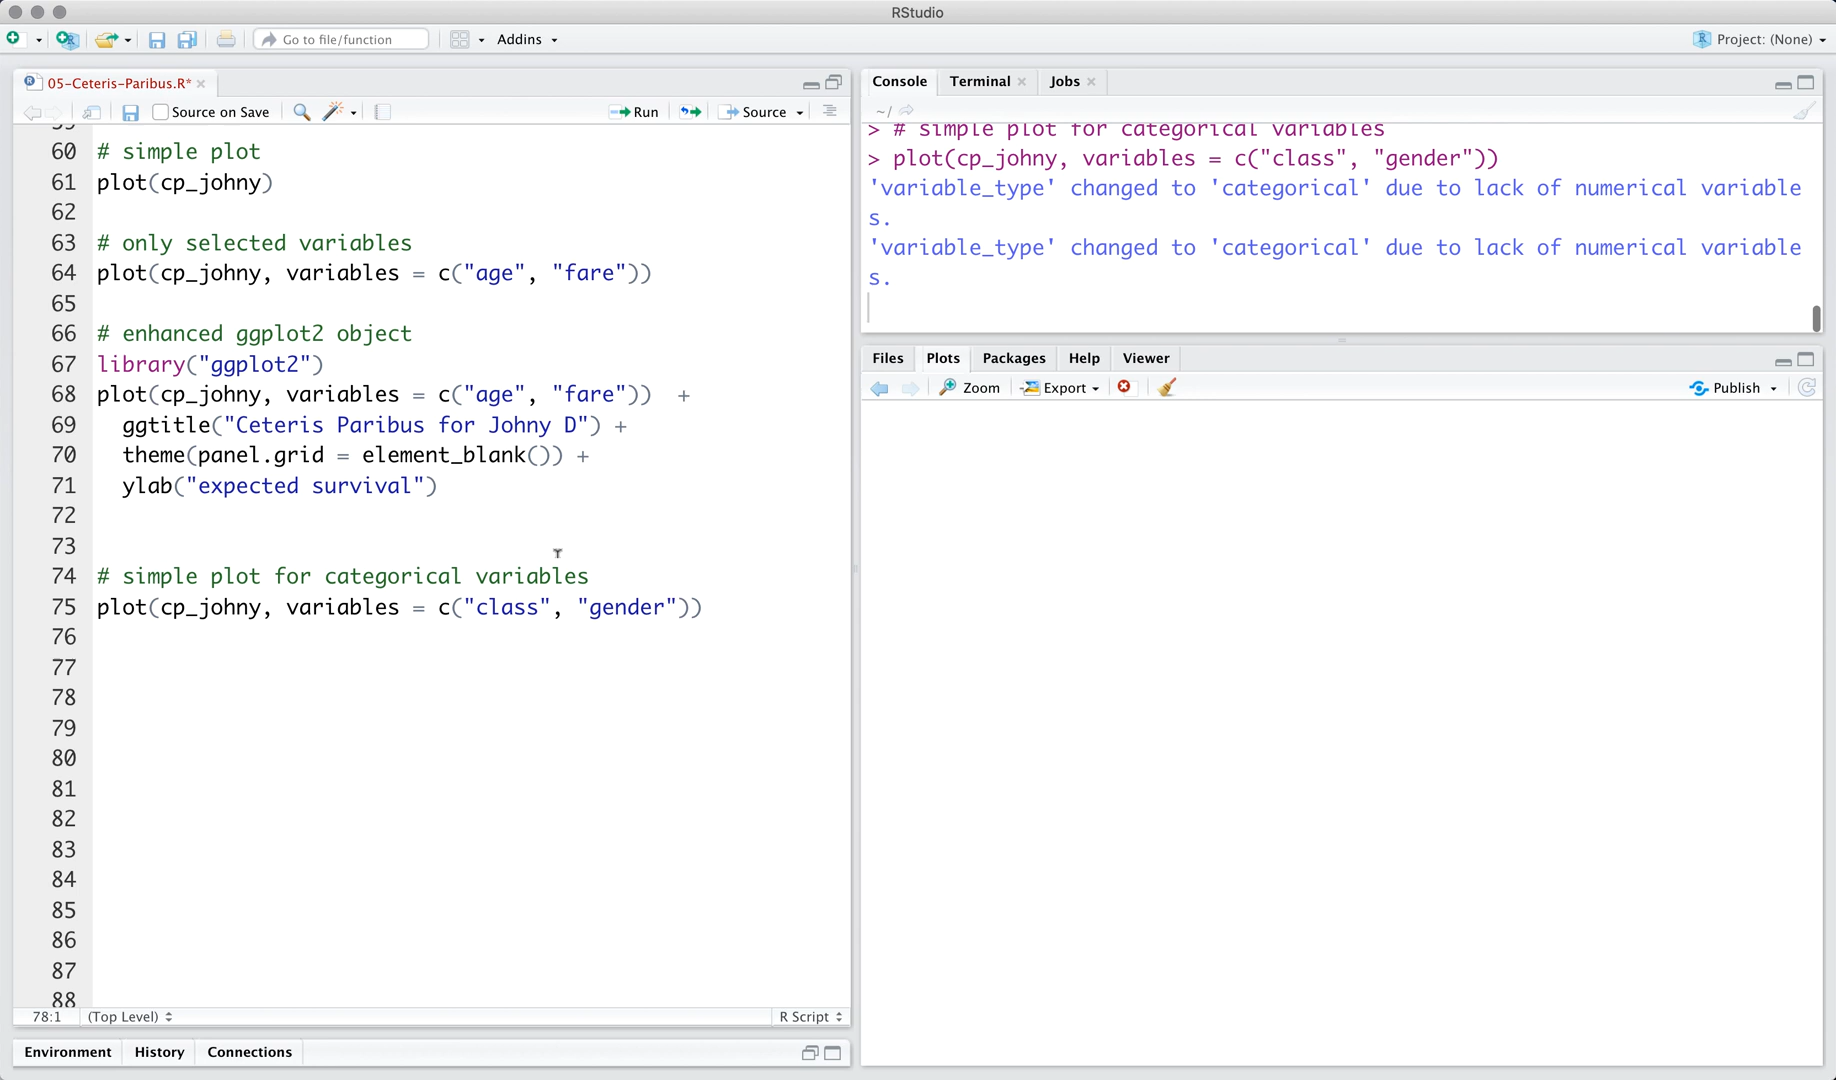 RStudio
Go to file/function
Addins
Project: (None)
05-Ceteris-Paribus.R*
Source on Save
Run
Source
59
60 # simple plot
61 plot(cp_johny)
62
63 # only selected variables
64 plot(cp_johny, variables = c("age", "fare"))
65
66 # enhanced ggplot2 object
67 library("ggplot2")
68 plot(cp_johny, variables = c("age", "fare"))  +
69   ggtitle("Ceteris Paribus for Johny D") +
70   theme(panel.grid = element_blank()) +
71   ylab("expected survival")
72
73
74 # simple plot for categorical variables
75 plot(cp_johny, variables = c("class", "gender"))
76
77
78
79
80
81
82
83
84
85
86
87
88
78:1 (Top Level)
R Script
Environment History Connections
Console Terminal Jobs
~/
> # simple plot for categorical variables
> plot(cp_johny, variables = c("class", "gender"))
'variable_type' changed to 'categorical' due to lack of numerical variable
s.
'variable_type' changed to 'categorical' due to lack of numerical variable
s.
Files Plots Packages Help Viewer
Zoom Export
Publish